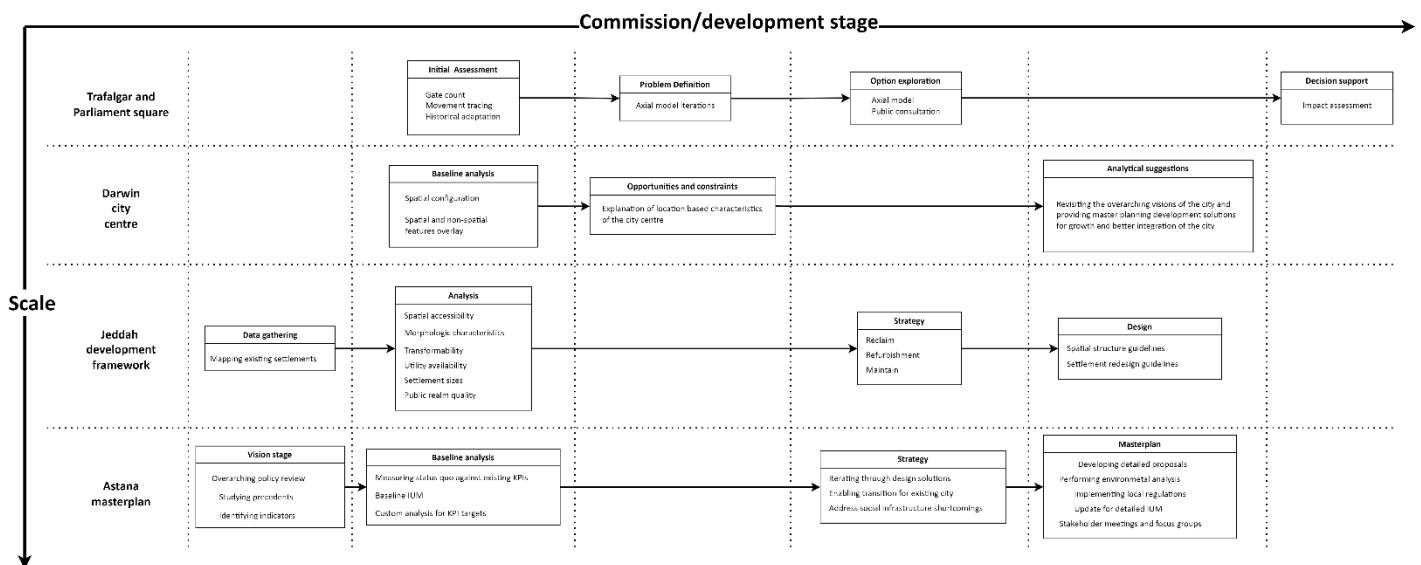 Commission/development stage
Scale
Trafalgar and
Parliament square
Initial Assessment
Gate count
Movement tracing
Historical adaptation
Problem Definition
Axial model iterations
Option exploration
Axial model
Public consultation
Decision support
Impact assessment
Darwin
city
centre
Baseline analysis
Spatial configuration
Spatial and non-spatial
features overlay
Opportunities and constraints
Explanation of location based characteristics
of the city centre
Analytical suggestions
Revisiting the overarching visions of the city and
providing master planning development solutions
for growth and better integration of the city
Jeddah
development
framework
Data gathering
Mapping existing settlements
Analysis
Spatial accessibility
Morphologic characteristics
Transformability
Utility availability
Settlement sizes
Public realm quality
Strategy
Reclaim
Refurbishment
Maintain
Design
Spatial structure guidelines
Settlement redesign guidelines
Astana
masterplan
Vision stage
Overarching policy review
Studying precedents
Identifying indicators
Baseline analysis
Measuring status quo against existing KPIs
Baseline IUM
Custom analysis for KPI targets
Strategy
Iterating through design solutions
Enabling transition for existing city
Address social infrastructure shortcomings
Masterplan
Developing detailed proposals
Performing environmetal analysis
Implementing local regulations
Update for detailed IUM
Stakeholder meetings and focus groups